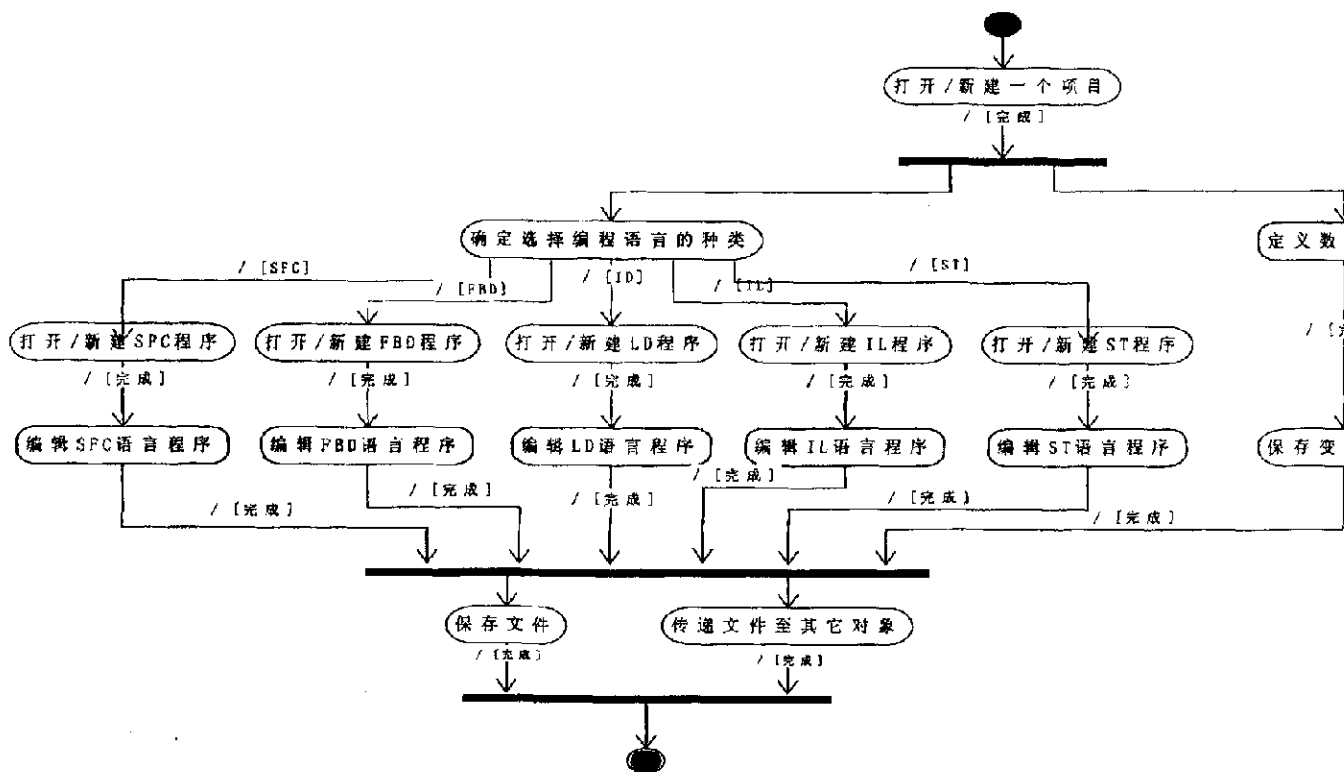 打开/新建一个项目
/ [完成]
确定选择编程语言的种类
定义数
/ [SFC]
/ [FBD]
/ [ID]
/ [IL]
/ [ST]
打开/新建SPC程序
打开/新建FBD程序
打开/新建LD程序
打开/新建IL程序
打开/新建ST程序
/ [完
/ [完成]
/ [完成]
/ [完成]
/ [完成]
/ [完成]
编辑SFC语言程序
编辑FBD语言程序
编辑LD语言程序
编辑IL语言程序
编辑ST语言程序
保存变
/ [完成]
/ [完成]
/ [完成]
/ [完成]
/ [完成]
/ [完成]
保存文件
传递文件至其它对象
/ [完成]
/ [完成]